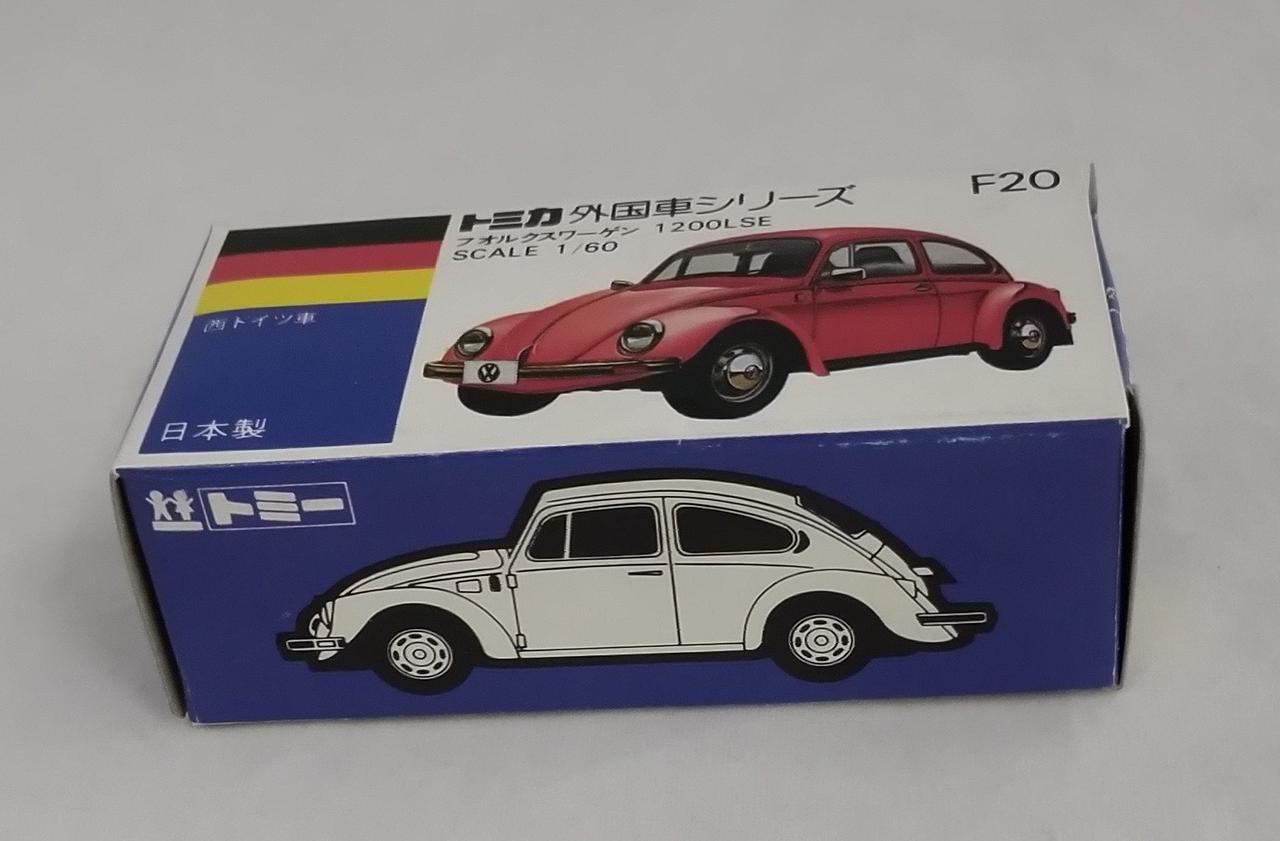 トミカ 外国車シリーズ
F20
フオルクスワーゲン 1200LSE
SCALE 1/60
西ドイツ車
日本製
トミー